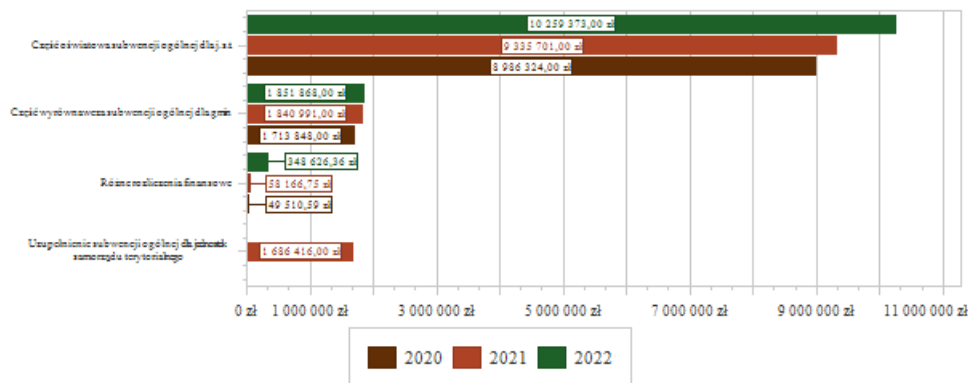 10 259 373,00 zł
Część oświatowa subwencji ogólnej dla j.s.t.
9 335 701,00 zł
8 986 324,00 zł
1 851 868,00 zł
Część wyrównawcza subwencji ogólnej dla gmin
1 840 991,00 zł
1 713 848,00 zł
348 626,36 zł
Różne rozliczenia finansowe
58 166,75 zł
49 510,59 zł
Uzupełnienie subwencji ogólnej dla jednostek
samorządu terytorialnego
1 686 416,00 zł
0 zł 1 000 000 zł 3 000 000 zł 5 000 000 zł 7 000 000 zł 9 000 000 zł 11 000 000 zł
2020 2021 2022